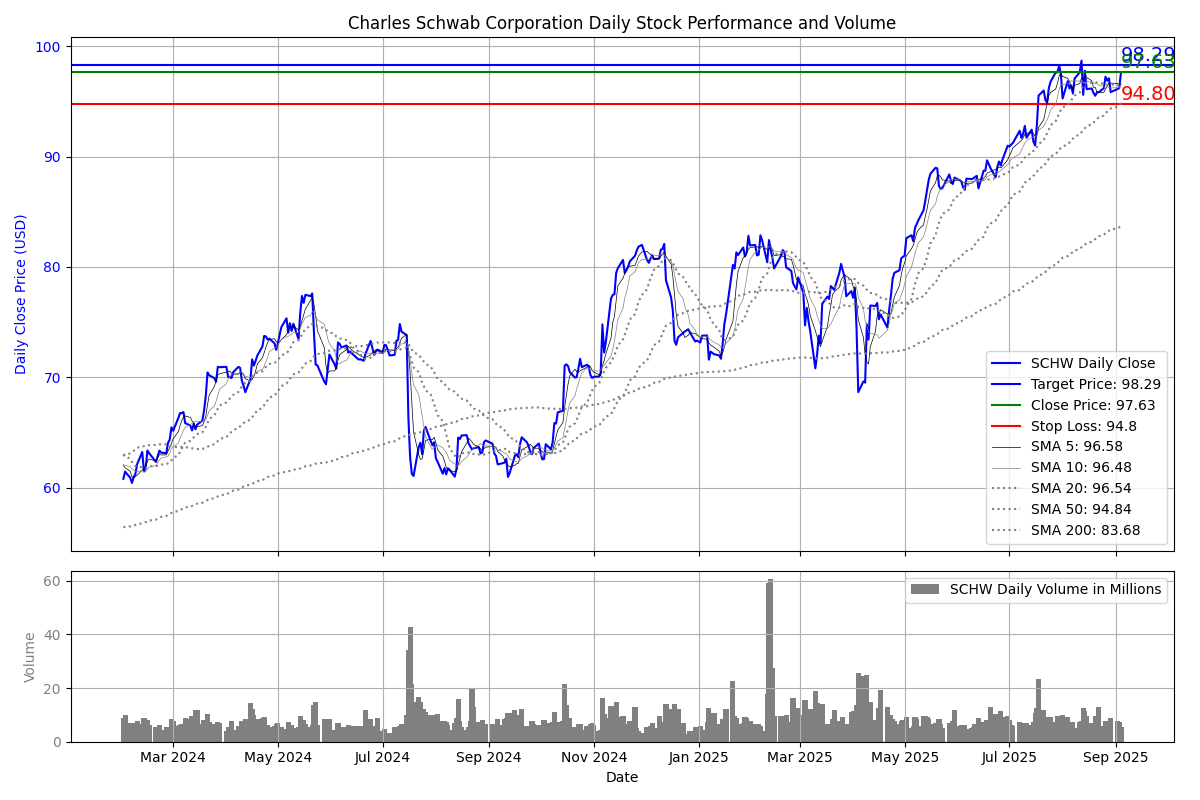 Charles Schwab Corporation Daily Stock Performance and Volume
100
90
80
70
60
Daily Close Price (USD)
98.29
97.63
94.80
SCHW Daily Close
Target Price: 98.29
Close Price: 97.63
Stop Loss: 94.8
SMA 5: 96.58
SMA 10: 96.48
SMA 20: 96.54
SMA 50: 94.84
SMA 200: 83.68
60
40
20
0
Volume
SCHW Daily Volume in Millions
Mar 2024
May 2024
Jul 2024
Sep 2024
Nov 2024
Jan 2025
Mar 2025
May 2025
Jul 2025
Sep 2025
Date